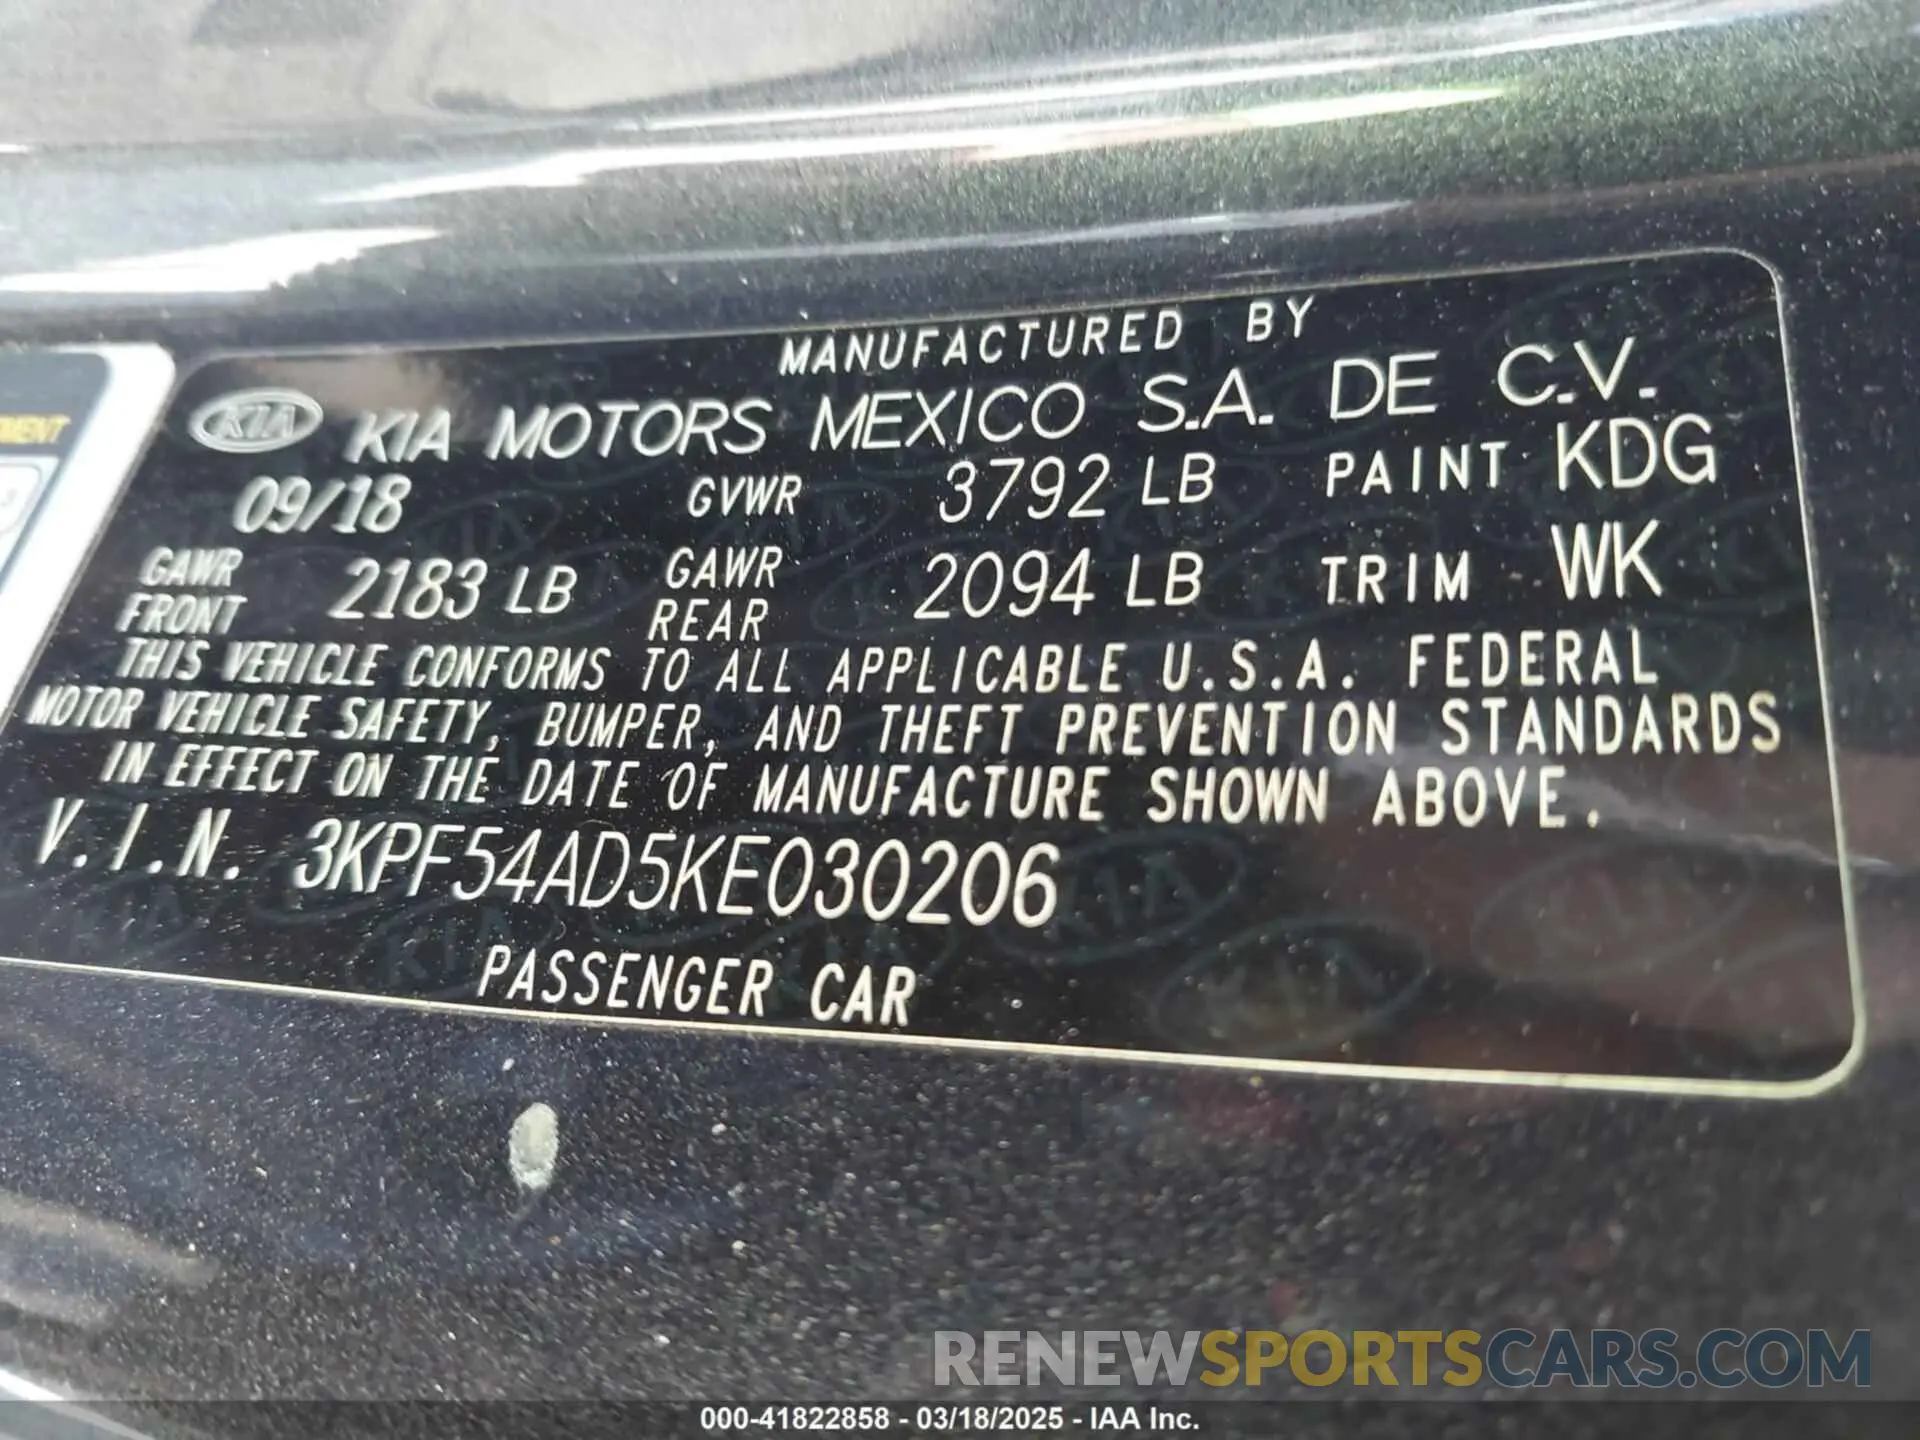 MANUFACTURED BY
KIA KIA MOTORS MEXICO S.A. DE C.V.
09/18 GVWR 3792 LB PAINT KDG
GAWR FRONT 2183 LB GAWR REAR 2094 LB TRIM WK
THIS VEHICLE CONFORMS TO ALL APPLICABLE U.S.A. FEDERAL
MOTOR VEHICLE SAFETY, BUMPER, AND THEFT PREVENTION STANDARDS
IN EFFECT ON THE DATE OF MANUFACTURE SHOWN ABOVE.
V.I.N. 3KPF54AD5KE030206
PASSENGER CAR
RENEWSPORTSCARS.COM
000-41822858 - 03/18/2025 - IAA Inc.